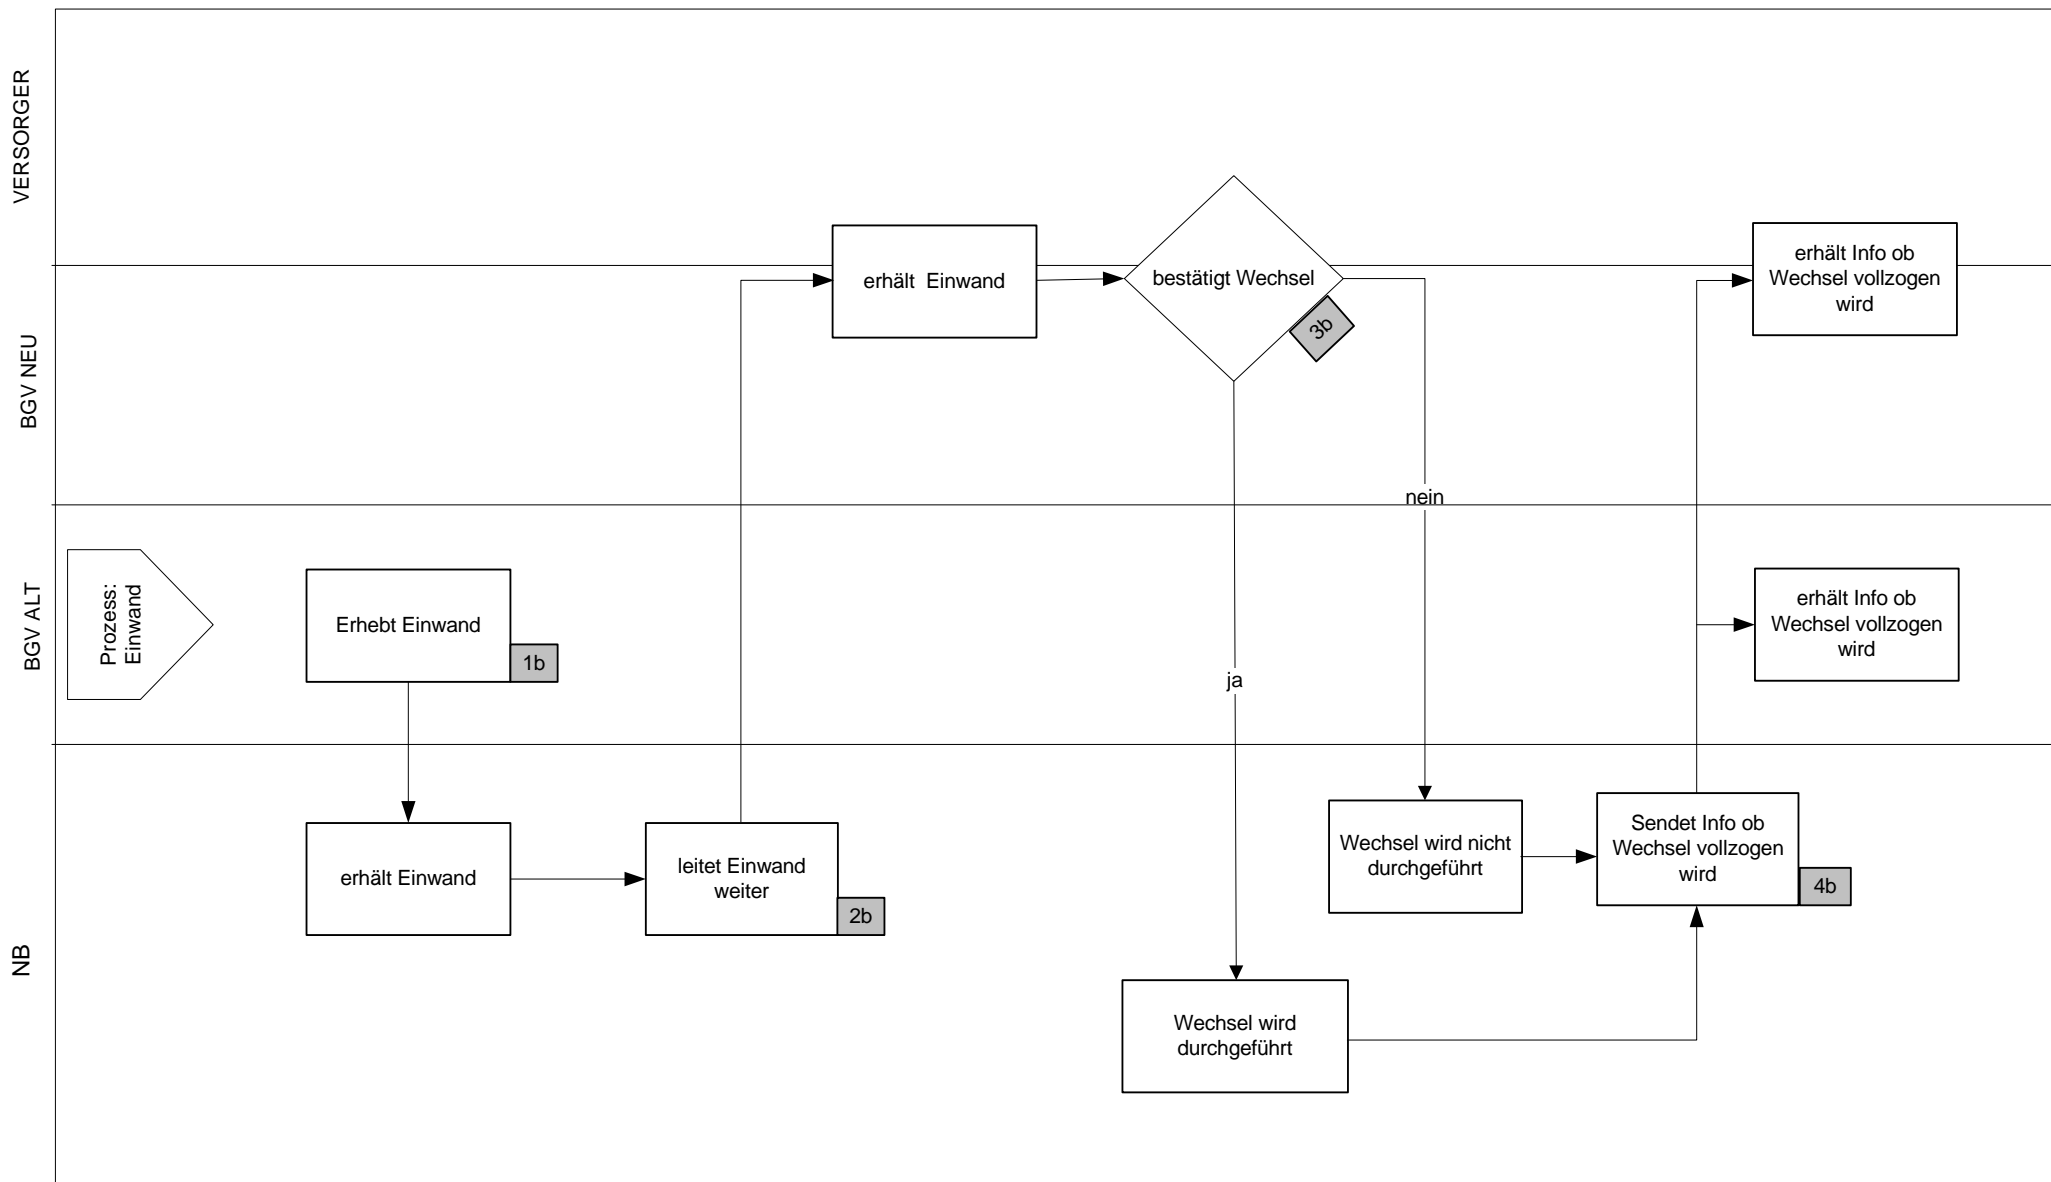 VERSORGER
erhält Einwand
bestätigt Wechsel
3b
erhält Info ob
Wechsel vollzogen
wird
BGV NEU
nein
BGV ALT
Prozess:
Einwand
Erhebt Einwand
1b
ja
erhält Info ob
Wechsel vollzogen
wird
NB
erhält Einwand
leitet Einwand
weiter
2b
Wechsel wird nicht
durchgeführt
Sendet Info ob
Wechsel vollzogen
wird
4b
Wechsel wird
durchgeführt